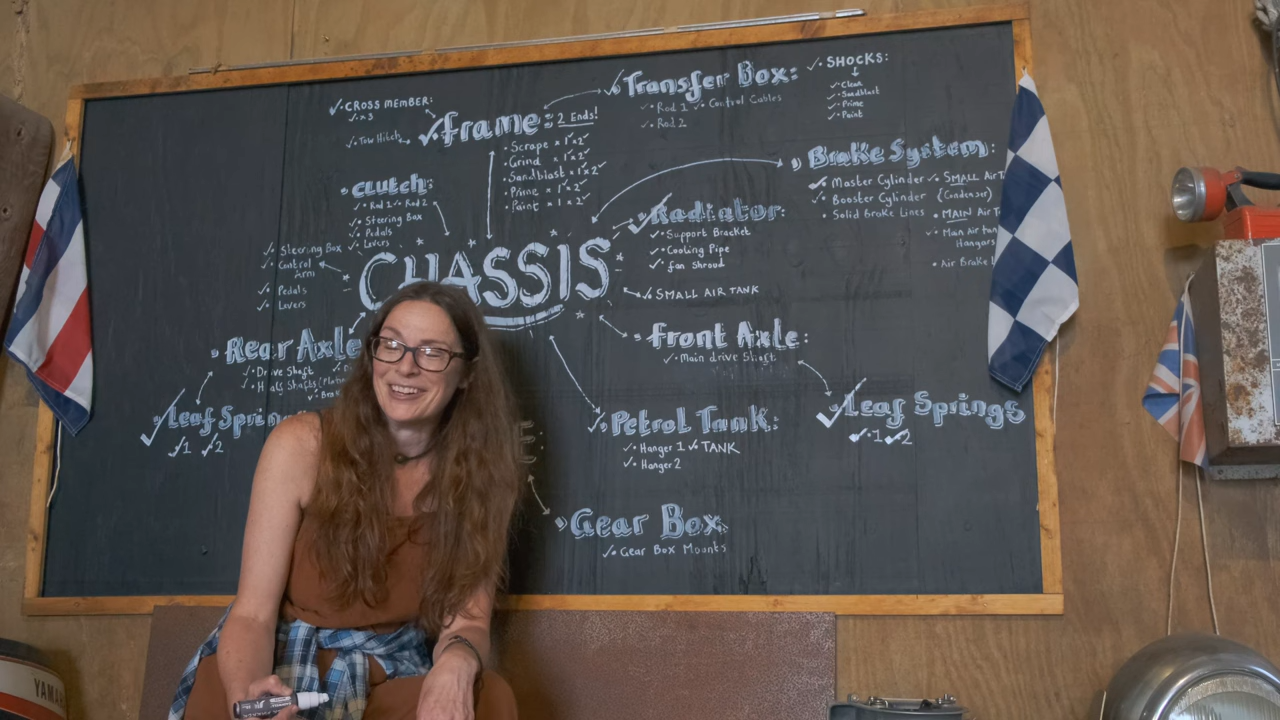 Transfer Box:
Rod 1 ✓• Control Cables
Rod 2
SHOCKS:
Clean
Sandblast
Prime
Paint
CROSS MEMBER:
x 3
Tow Hitch
frame: 2 Ends!
Scrape x 1✓ x 2✓
Grind x 1✓ x 2✓
Sandblast x 1✓ x 2✓
Prime x 1✓ x 2✓
Paint x 1✓ x 2✓
Brake System:
Master Cylinder ✓• SMALL Air T
Booster Cylinder (Condenser)
Solid Brake Lines • MAIN Air T
Main Air tan
Hangors
Air Brake L
clutch:
Rod 1 ✓• Rod 2
Steering Box
Pedals
Levers
Radiator:
Support Bracket
Cooling Pipe
fan Shroud
Steering Box
Control
Arm
Pedals
Levers
CHASSIS
SMALL AIR TANK
Rear Axle
Drive Shaft
Half Shafts
Front Axle:
Main drive Shaft
Leaf Spring
✓1 ✓2
Petrol Tank:
Hanger 1 ✓• TANK
Hanger 2
Leaf Springs
✓•1 ✓2
E:
Gear Box
Gear Box Mounts
YAMA